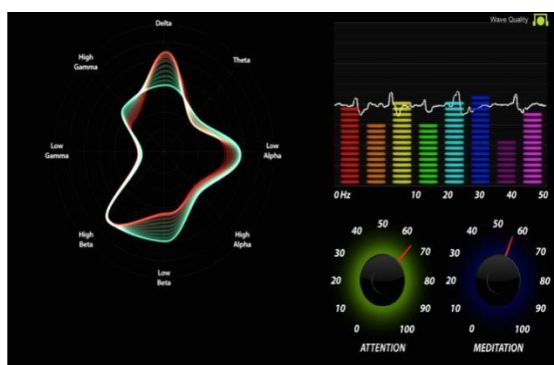 Wave Quality
Delta
Theta
Low
Alpha
High
Alpha
Low
Beta
High
Beta
Low
Gamma
High
Gamma
0 Hz 10 20 30 40 50
0 10 20 30 40 50 60 70 80 90 100
ATTENTION
0 10 20 30 40 50 60 70 80 90 100
MEDITATION